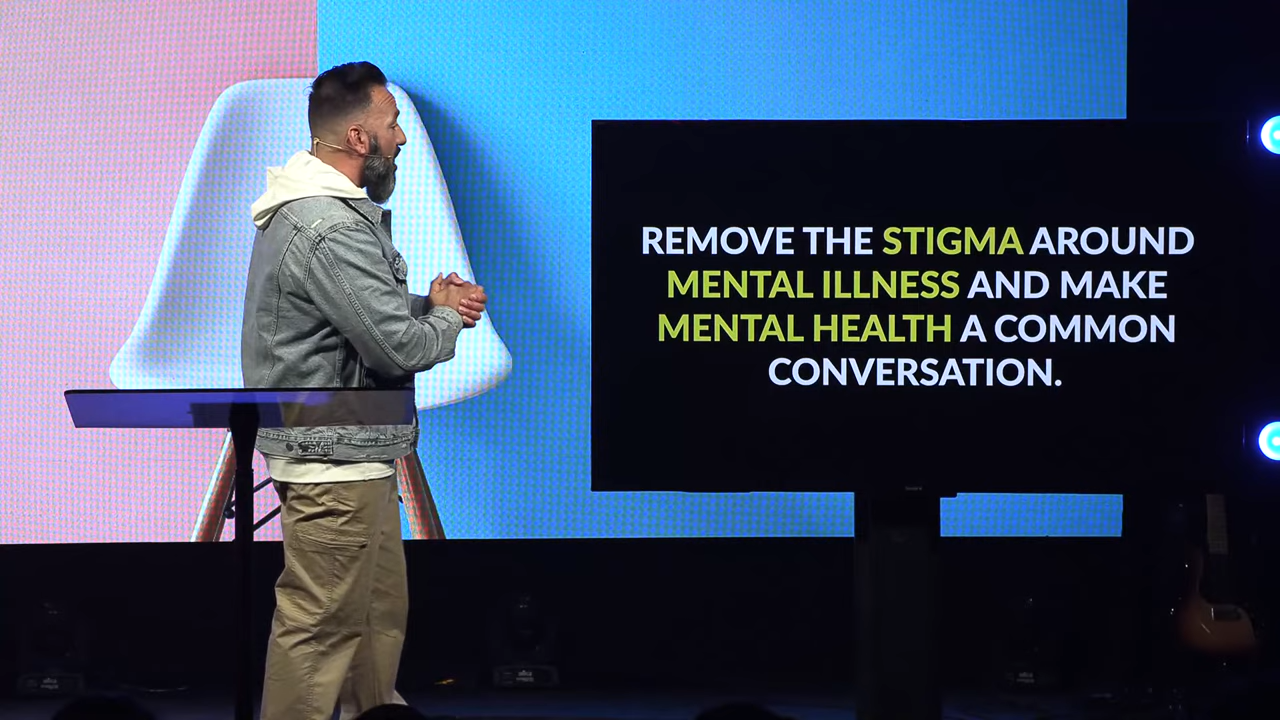 REMOVE THE STIGMA AROUND
MENTAL ILLNESS AND MAKE
MENTAL HEALTH A COMMON
CONVERSATION.